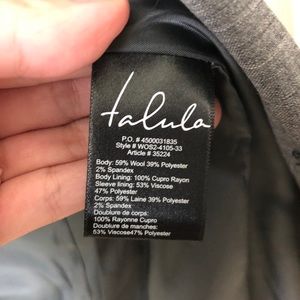 talula
P.O. # 4500031835
Style # WOS2-4105-33
Article # 35224
Body: 59% Wool 39% Polyester
2% Spandex
Body Lining: 100% Cupro Rayon
Sleeve lining: 53% Viscose
47% Polyester
Corps: 59% Laine 39% Polyester
2% Spandex
Doublure de corps:
100% Rayonne Cupro
Doublure de manches:
53% Viscose47% Polyester